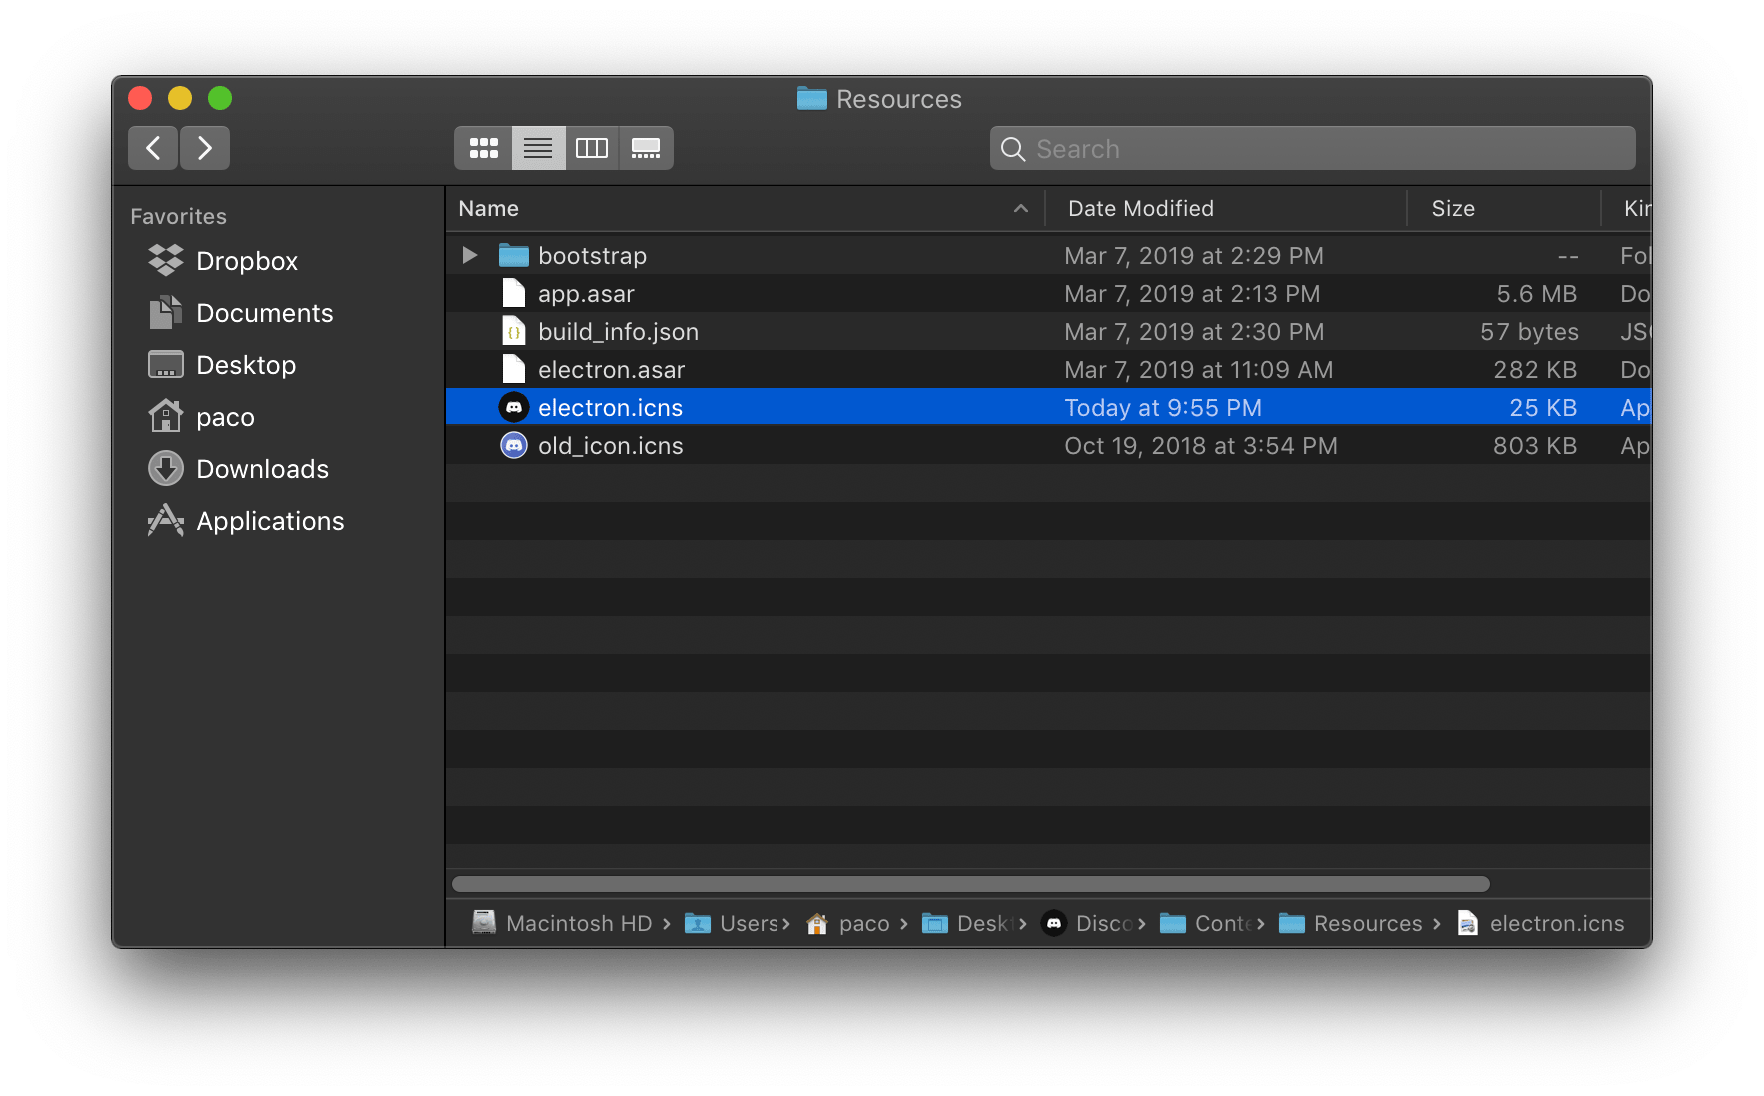 Resources
Search
Favorites
Dropbox
Documents
Desktop
paco
Downloads
Applications
Name Date Modified Size Kin
bootstrap Mar 7, 2019 at 2:29 PM -- Fol
app.asar Mar 7, 2019 at 2:13 PM 5.6 MB Do
build_info.json Mar 7, 2019 at 2:30 PM 57 bytes JSO
electron.asar Mar 7, 2019 at 11:09 AM 282 KB Do
electron.icns Today at 9:55 PM 25 KB Ap
old_icon.icns Oct 19, 2018 at 3:54 PM 803 KB Ap
Macintosh HD › Users › paco › Deskt › Disco › Conte › Resources › electron.icns